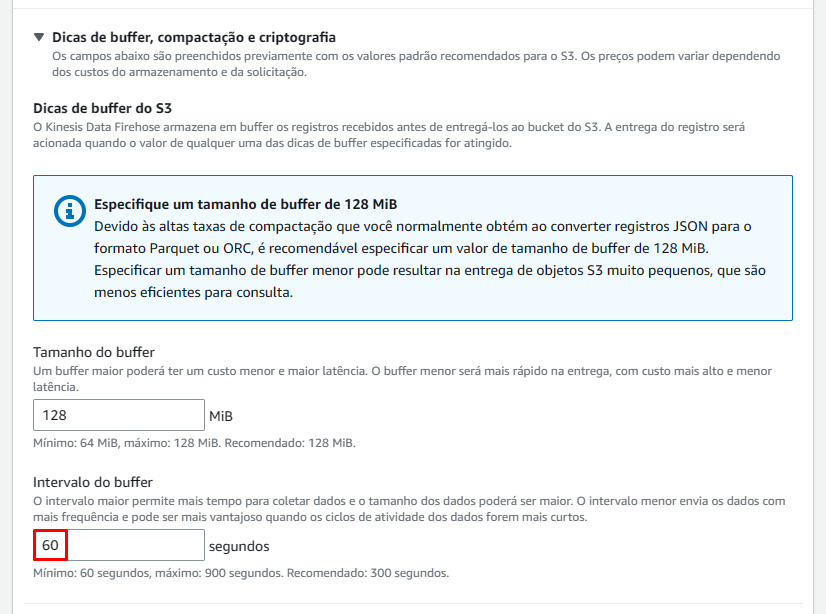 Dicas de buffer, compactação e criptografia
Os campos abaixo são preenchidos previamente com os valores padrão recomendados para o S3. Os preços podem variar dependendo
dos custos do armazenamento e da solicitação.
Dicas de buffer do S3
O Kinesis Data Firehose armazena em buffer os registros recebidos antes de entregá-los ao bucket do S3. A entrega do registro será
acionada quando o valor de qualquer uma das dicas de buffer especificadas for atingido.
Especifique um tamanho de buffer de 128 MiB
Devido às altas taxas de compactação que você normalmente obtém ao converter registros JSON para o
formato Parquet ou ORC, é recomendável especificar um valor de tamanho de buffer de 128 MiB.
Especificar um tamanho de buffer menor pode resultar na entrega de objetos S3 muito pequenos, que são
menos eficientes para consulta.
Tamanho do buffer
Um buffer maior poderá ter um custo menor e maior latência. O buffer menor será mais rápido na entrega, com custo mais alto e menor
latência.
128 MiB
Mínimo: 64 MiB, máximo: 128 MiB. Recomendado: 128 MiB.
Intervalo do buffer
O intervalo maior permite mais tempo para coletar dados e o tamanho dos dados poderá ser maior. O intervalo menor envia os dados com
mais frequência e pode ser mais vantajoso quando os ciclos de atividade dos dados forem mais curtos.
60 segundos
Mínimo: 60 segundos, máximo: 900 segundos. Recomendado: 300 segundos.